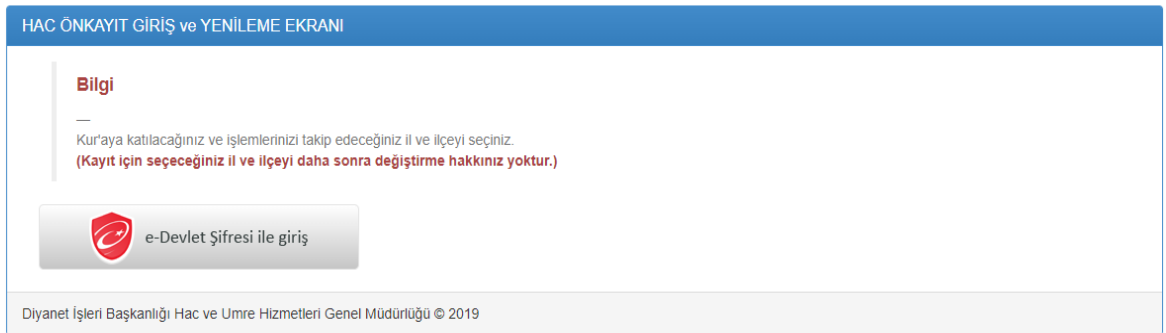 HAC ÖNKAYIT GİRİŞ ve YENİLEME EKRANI
Bilgi
—
Kur'aya katılacağınız ve işlemlerinizi takip edeceğiniz il ve ilçeyi seçiniz.
(Kayıt için seçeceğiniz il ve ilçeyi daha sonra değiştirme hakkınız yoktur.)
e-Devlet Şifresi ile giriş
Diyanet İşleri Başkanlığı Hac ve Umre Hizmetleri Genel Müdürlüğü © 2019